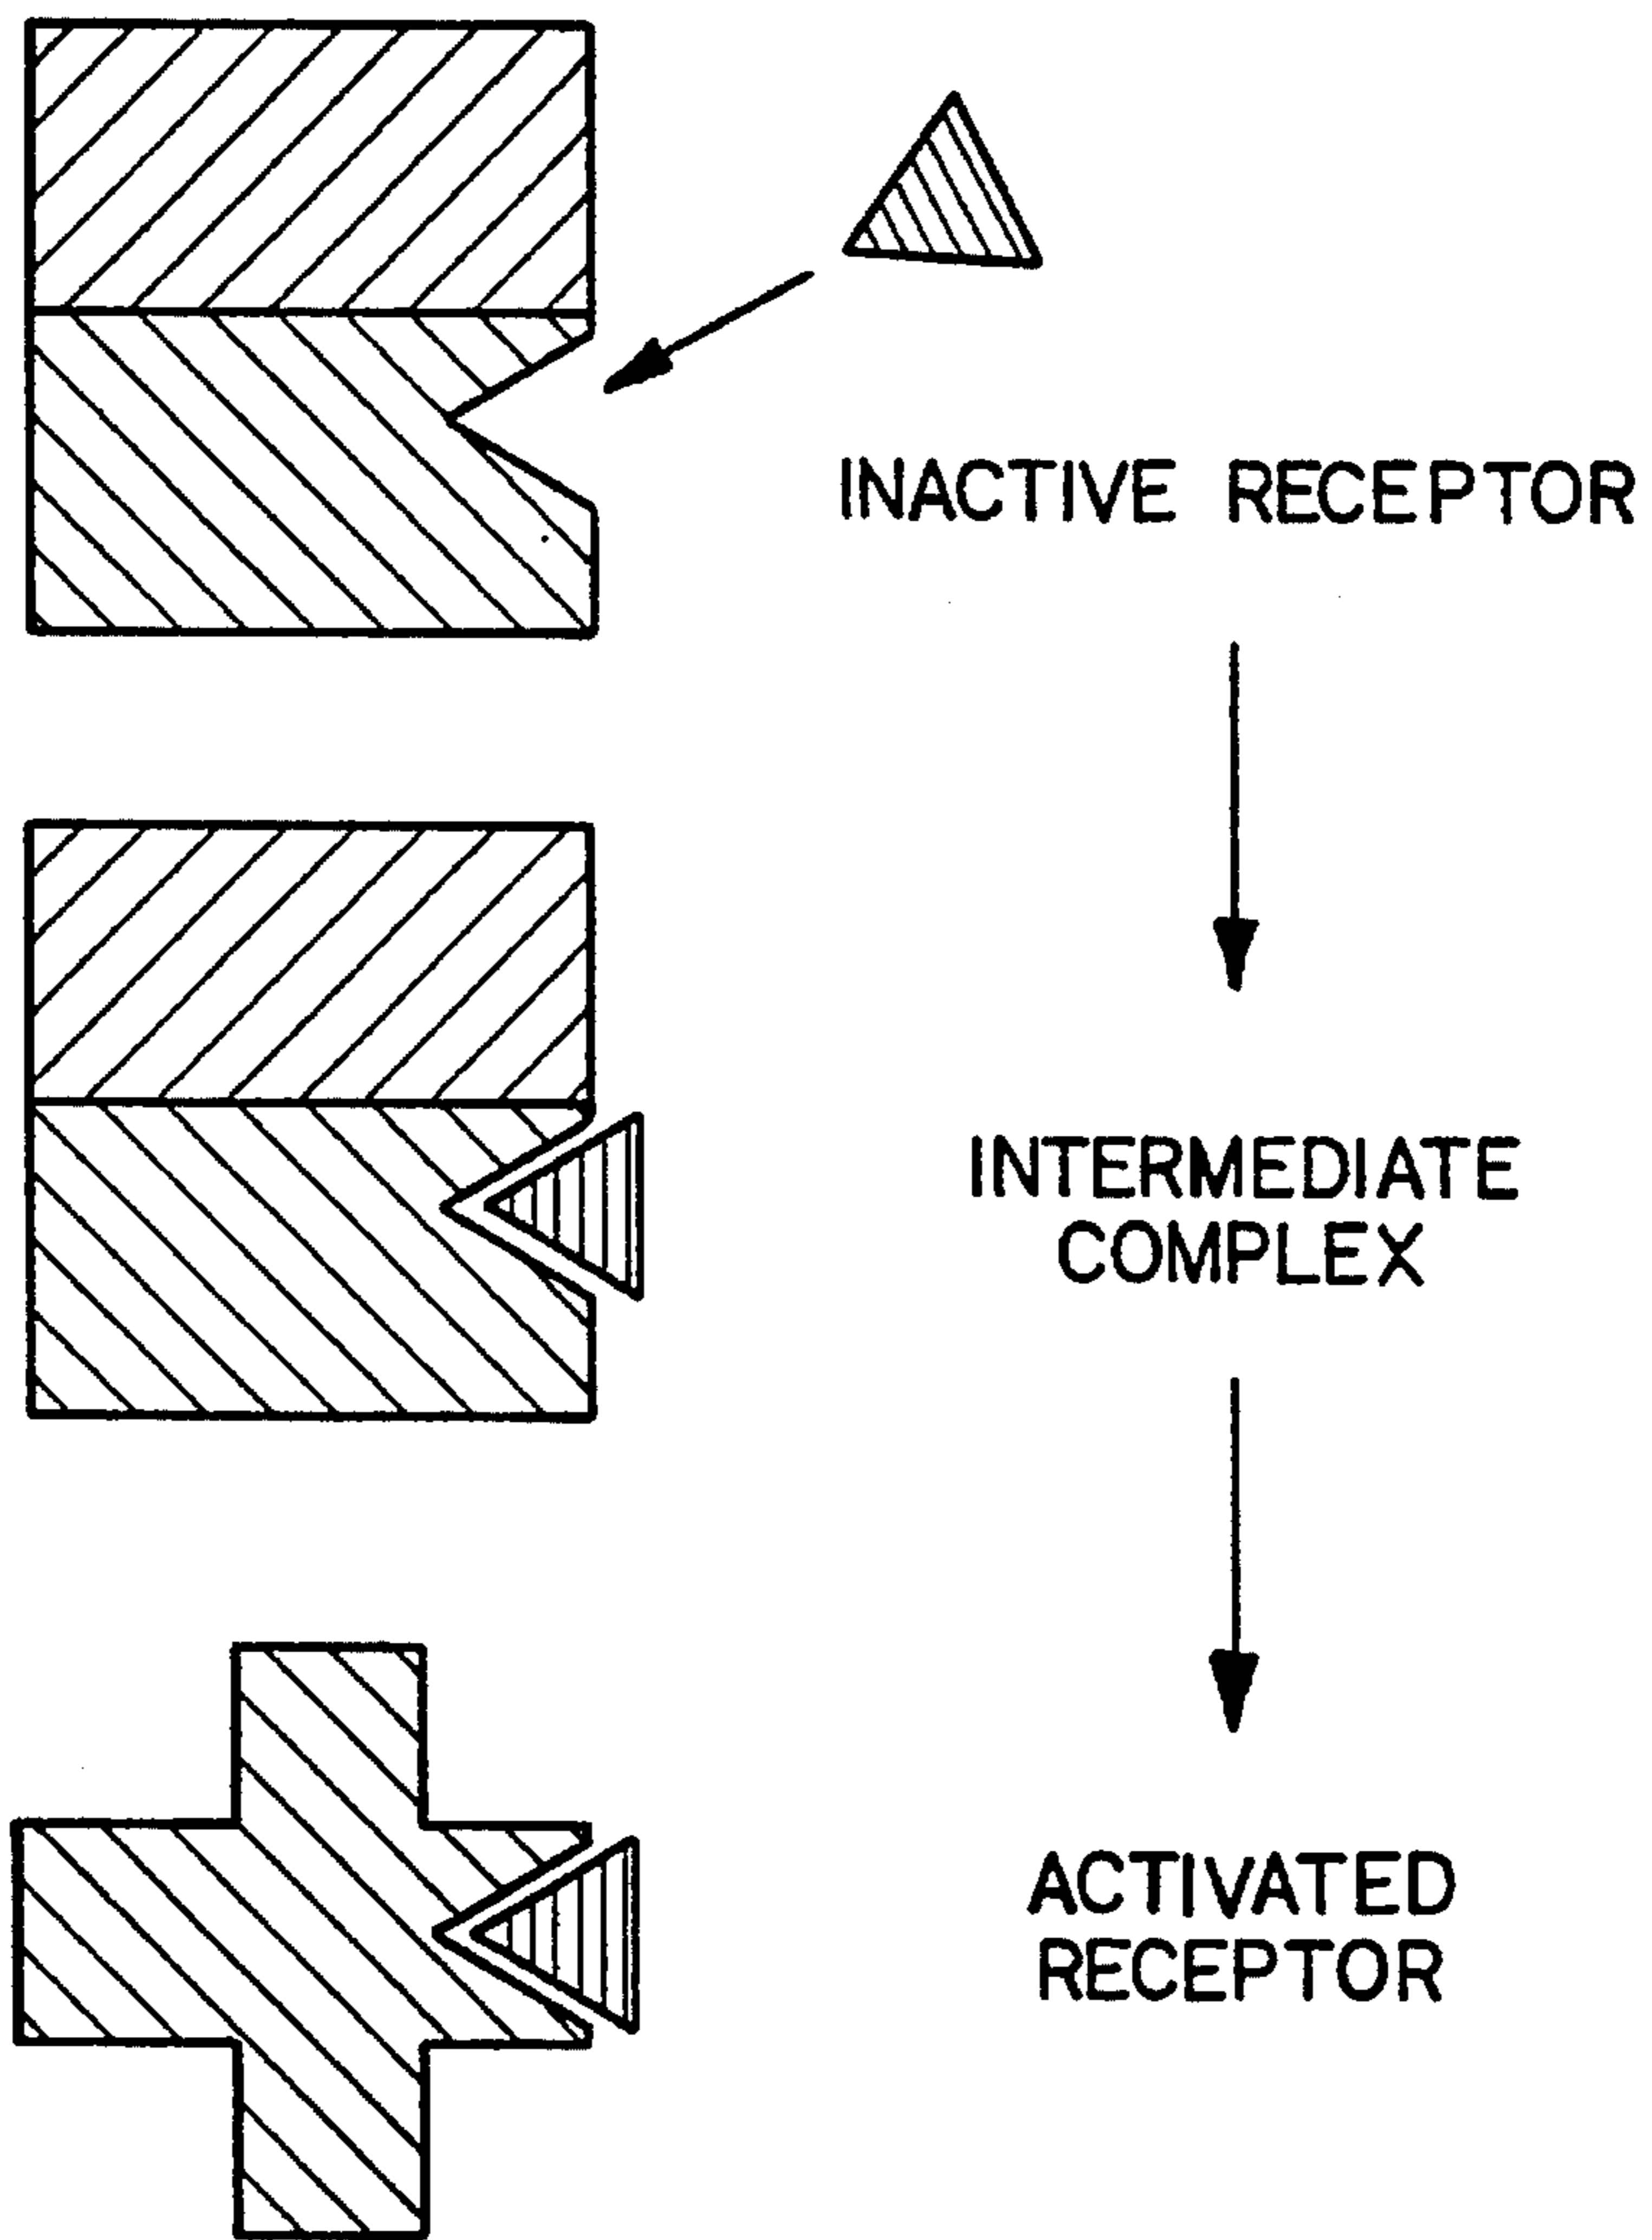 INACTIVE RECEPTOR
INTERMEDIATE
COMPLEX
ACTIVATED
RECEPTOR